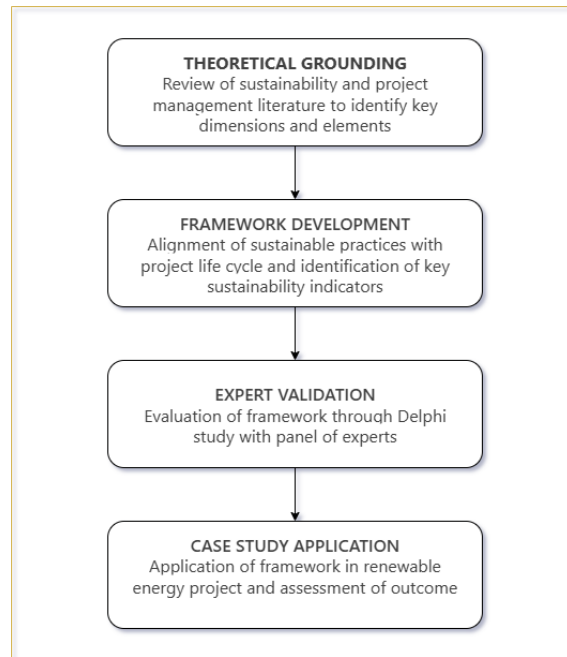 THEORETICAL GROUNDING
Review of sustainability and project
management literature to identify key
dimensions and elements
FRAMEWORK DEVELOPMENT
Alignment of sustainable practices with
project life cycle and identification of key
sustainability indicators
EXPERT VALIDATION
Evaluation of framework through Delphi
study with panel of experts
CASE STUDY APPLICATION
Application of framework in renewable
energy project and assessment of outcome